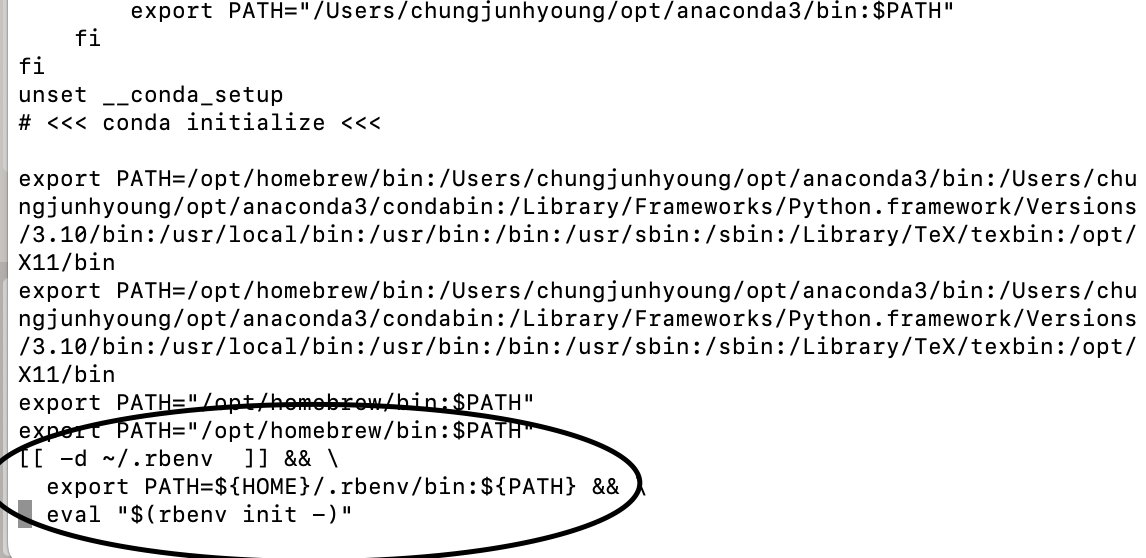 export PATH="/Users/chungjunhyoung/opt/anaconda3/bin:$PATH"
    fi
fi
unset __conda_setup
# <<< conda initialize <<<

export PATH=/opt/homebrew/bin:/Users/chungjunhyoung/opt/anaconda3/bin:/Users/chu
ngjunhyoung/opt/anaconda3/condabin:/Library/Frameworks/Python.framework/Versions
/3.10/bin:/usr/local/bin:/usr/bin:/bin:/usr/sbin:/sbin:/Library/TeX/texbin:/opt/
X11/bin
export PATH=/opt/homebrew/bin:/Users/chungjunhyoung/opt/anaconda3/bin:/Users/chu
ngjunhyoung/opt/anaconda3/condabin:/Library/Frameworks/Python.framework/Versions
/3.10/bin:/usr/local/bin:/usr/bin:/bin:/usr/sbin:/sbin:/Library/TeX/texbin:/opt/
X11/bin
export PATH="/opt/homebrew/bin:$PATH"
export PATH="/opt/homebrew/bin:$PATH"
[[ -d ~/.rbenv  ]] && \
  export PATH=${HOME}/.rbenv/bin:${PATH} && \
  eval "$(rbenv init -)"